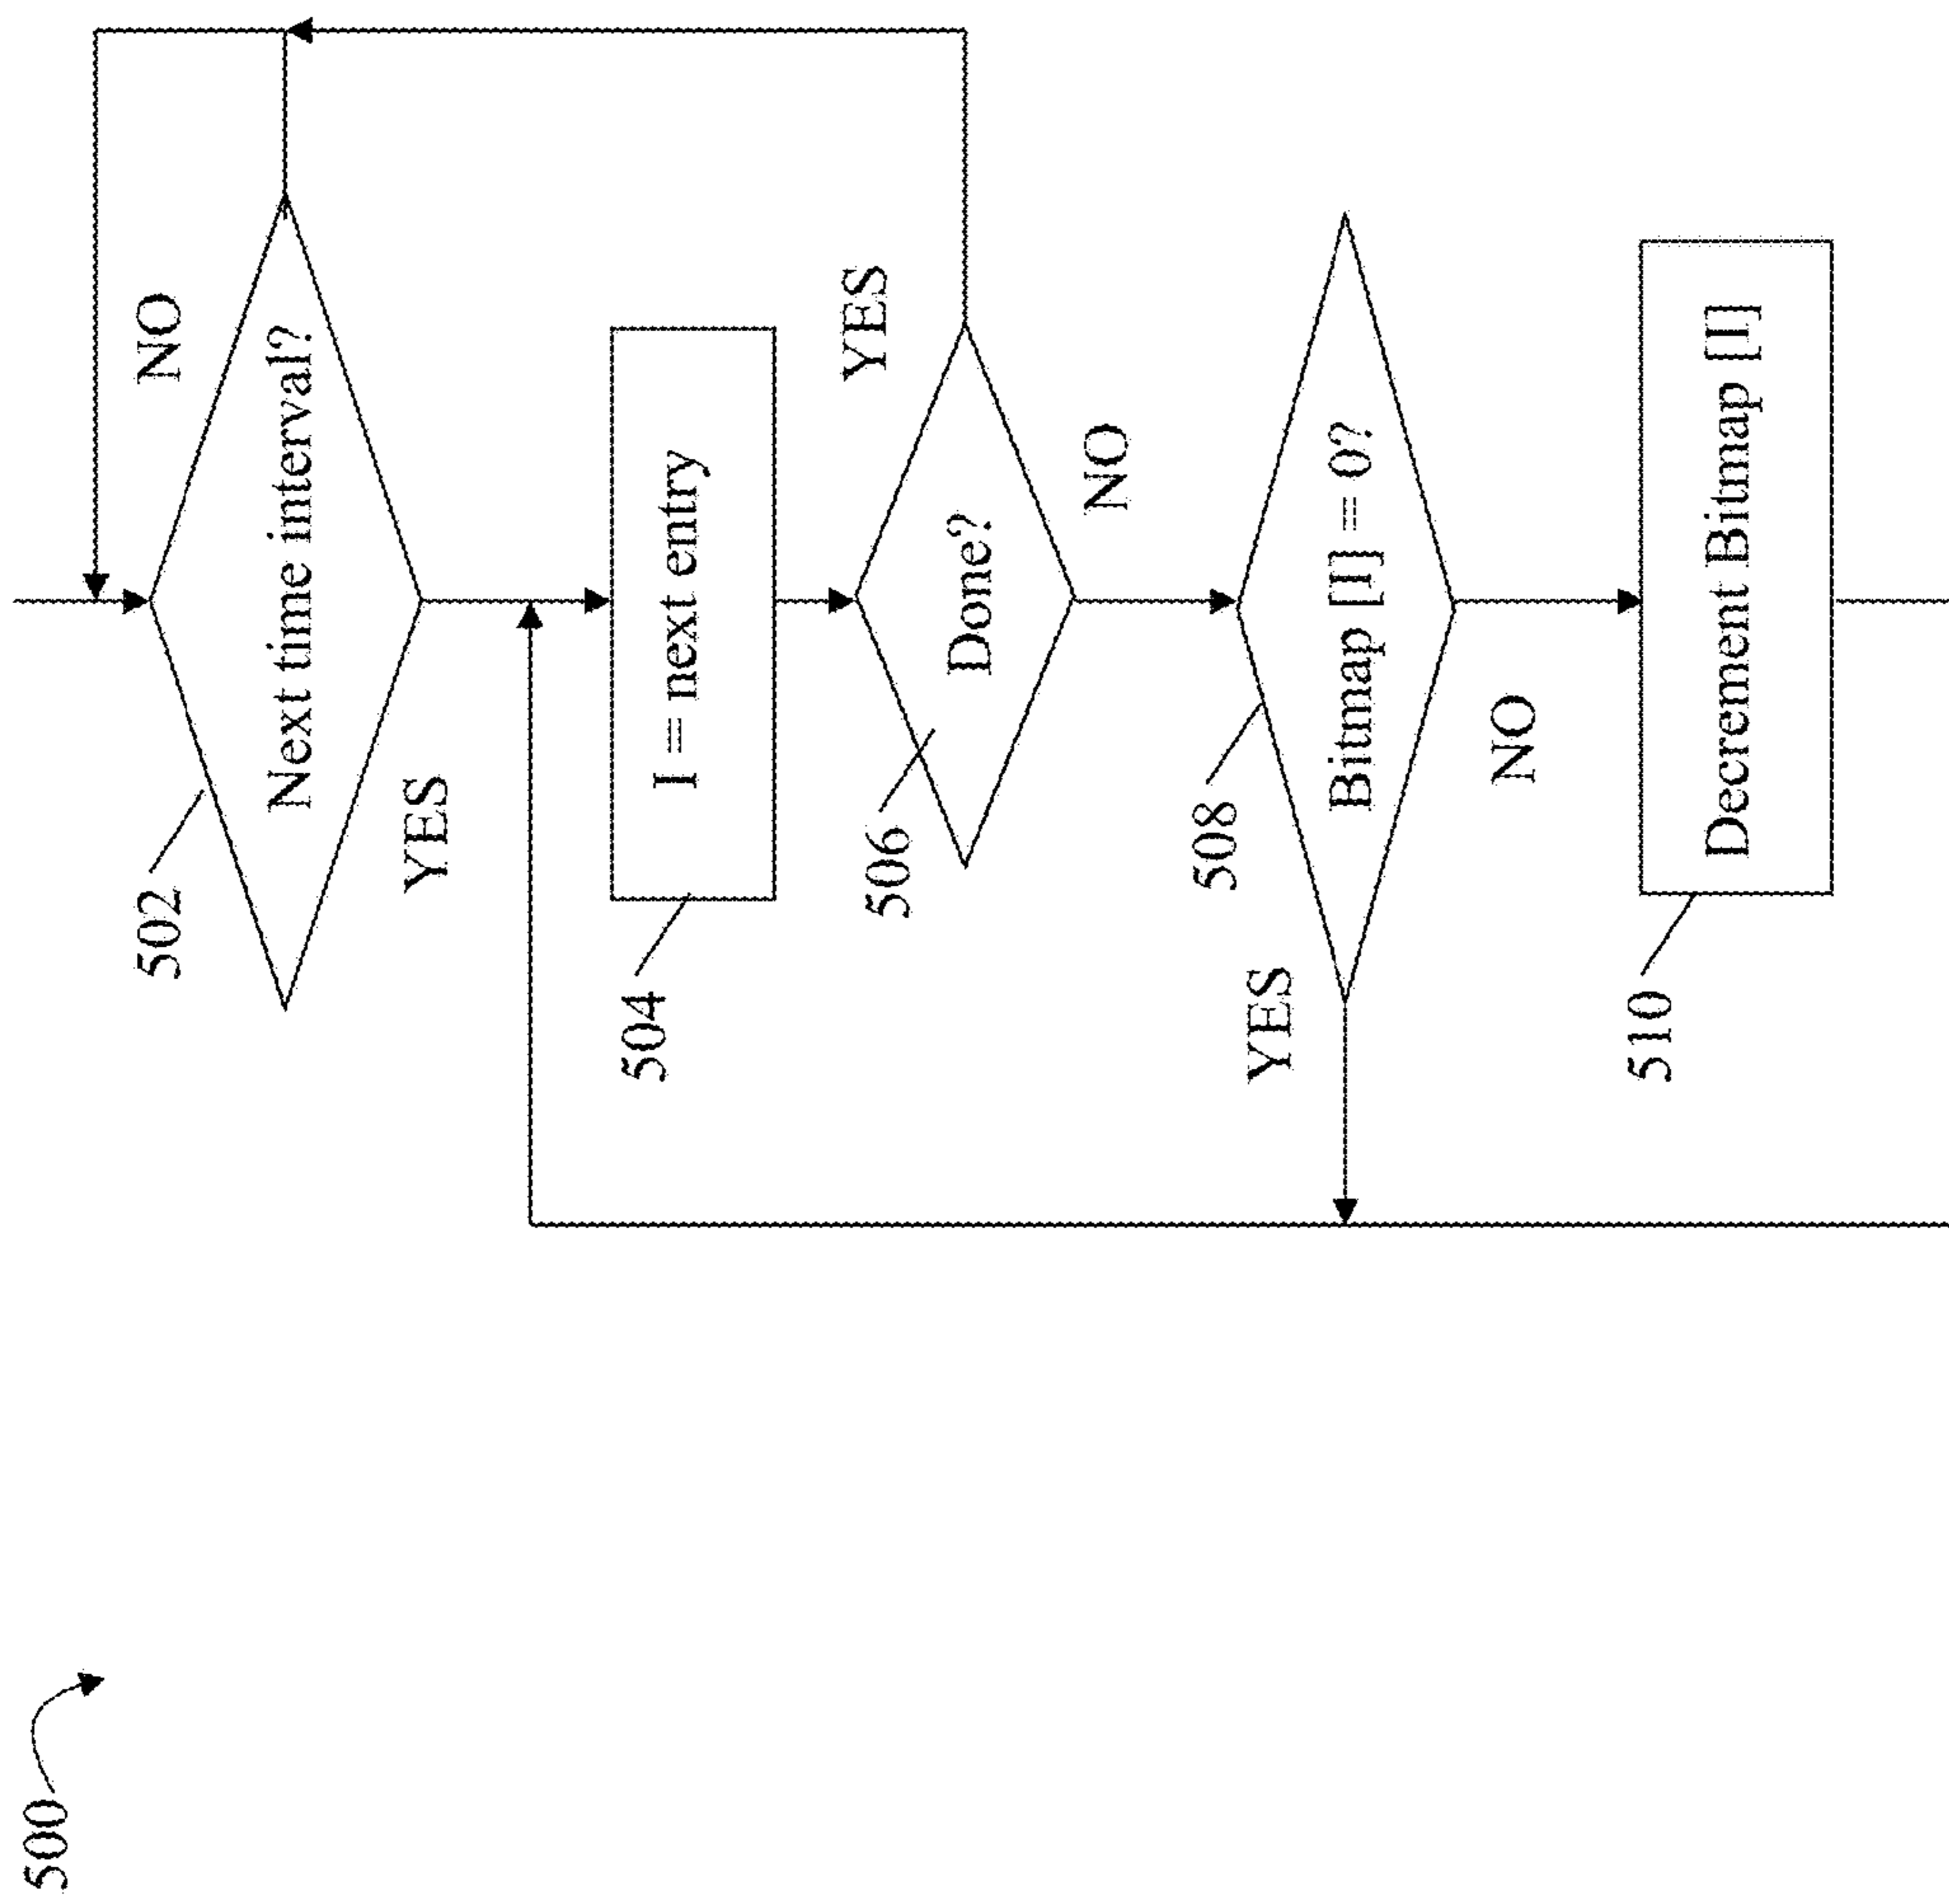 500
502
Next time interval?
NO
YES
504
I = next entry
506
Done?
YES
NO
508
Bitmap [I] = 0?
YES
NO
510
Decrement Bitmap [I]